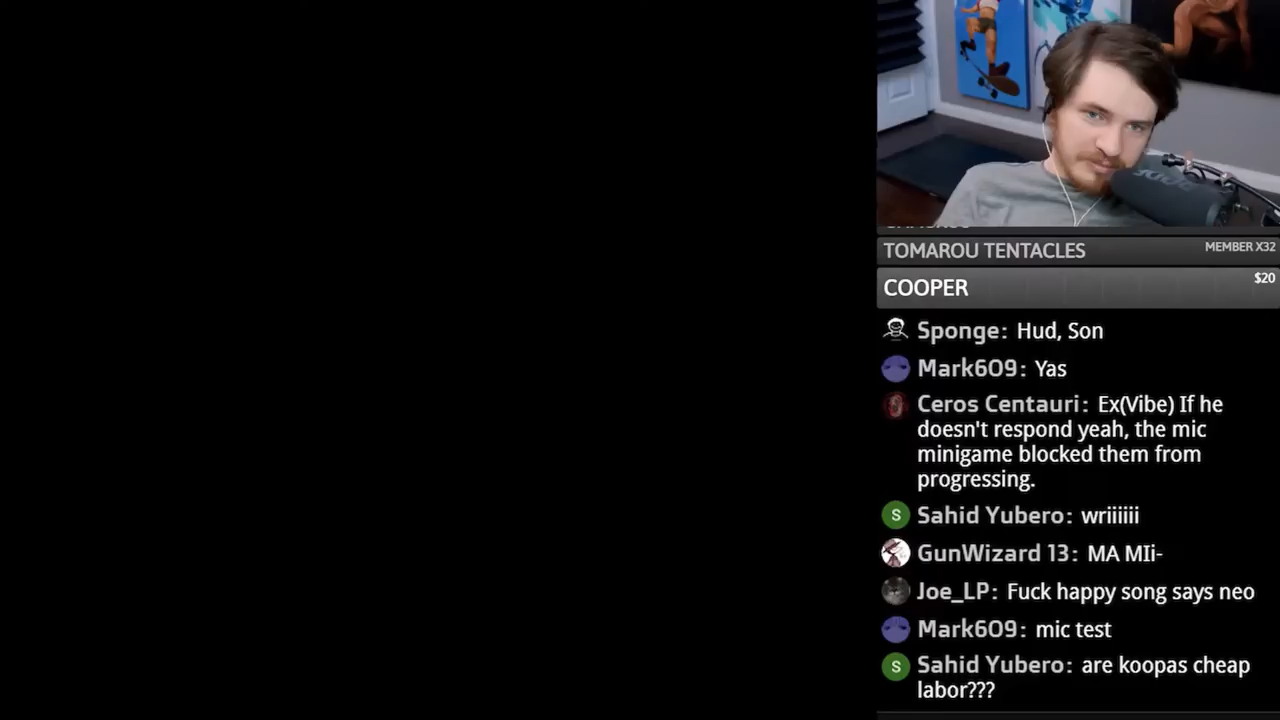 TOMAROU TENTACLES MEMBER X32
COOPER $20
Sponge: Hud, Son
Mark609: Yas
Ceros Centauri: Ex(Vibe) If he
doesn't respond yeah, the mic
minigame blocked them from
progressing.
Sahid Yubero: wriiiiii
GunWizard 13: MA MIi-
Joe_LP: Fuck happy song says neo
Mark609: mic test
S Sahid Yubero: are koopas cheap
labor???